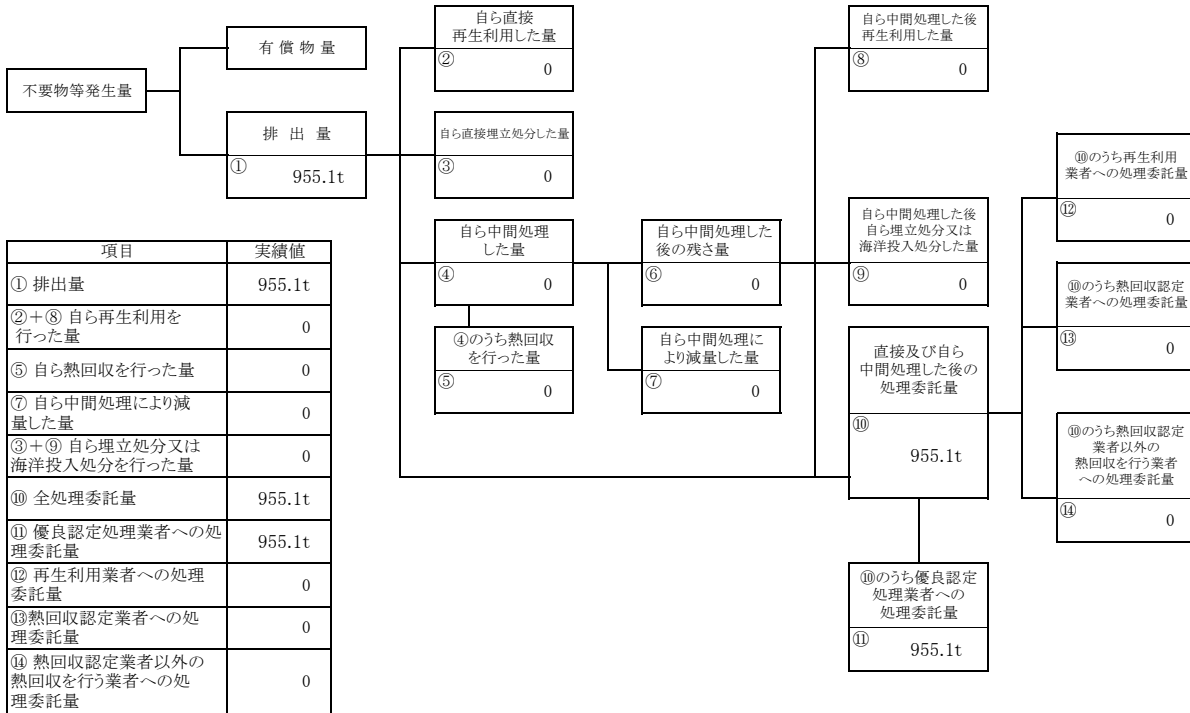 不要物等発生量
有 償 物 量
排 出 量
① 955.1t
自ら直接
再生利用した量
② 0
自ら直接埋立処分した量
③ 0
自ら中間処理
した量
④ 0
④のうち熱回収
を行った量
⑤ 0
自ら中間処理した
後の残さ量
⑥ 0
自ら中間処理に
より減量した量
⑦ 0
自ら中間処理した後
再生利用した量
⑧ 0
自ら中間処理した後
自ら埋立処分又は
海洋投入処分した量
⑨ 0
直接及び自ら
中間処理した後の
処理委託量
⑩
955.1t
⑩のうち優良認定
処理業者への
処理委託量
⑪ 955.1t
⑩のうち再生利用
業者への処理委託量
⑫ 0
⑩のうち熱回収認定
業者への処理委託量
⑬ 0
⑩のうち熱回収認定
業者以外の
熱回収を行う業者
への処理委託量
⑭ 0
項目 実績値
① 排出量 955.1t
②+⑧ 自ら再生利用を
行った量 0
⑤ 自ら熱回収を行った量 0
⑦ 自ら中間処理により減
量した量 0
③+⑨ 自ら埋立処分又は
海洋投入処分を行った量 0
⑩ 全処理委託量 955.1t
⑪ 優良認定処理業者への処
理委託量 955.1t
⑫ 再生利用業者への処理
委託量 0
⑬熱回収認定業者への処
理委託量 0
⑭ 熱回収認定業者以外の
熱回収を行う業者への処
理委託量 0